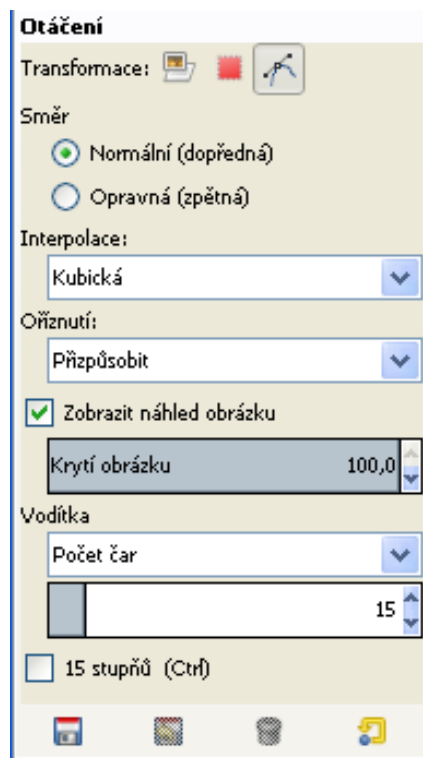 Otáčení
Transformace:
Směr
Normální (dopředná)
Opravná (zpětná)
Interpolace:
Kubická
Oříznutí:
Přizpůsobit
Zobrazit náhled obrázku
Krytí obrázku 100,0
Vodítka
Počet čar
15
15 stupňů (Ctrl)